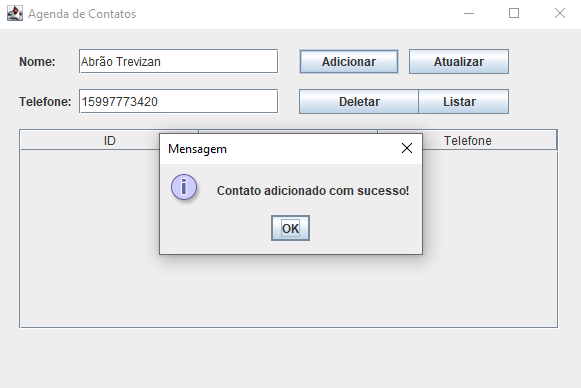 Agenda de Contatos
Nome: Abrão Trevizan Adicionar Atualizar
Telefone: 15997773420 Deletar Listar
ID Telefone
Mensagem
i
Contato adicionado com sucesso!
OK